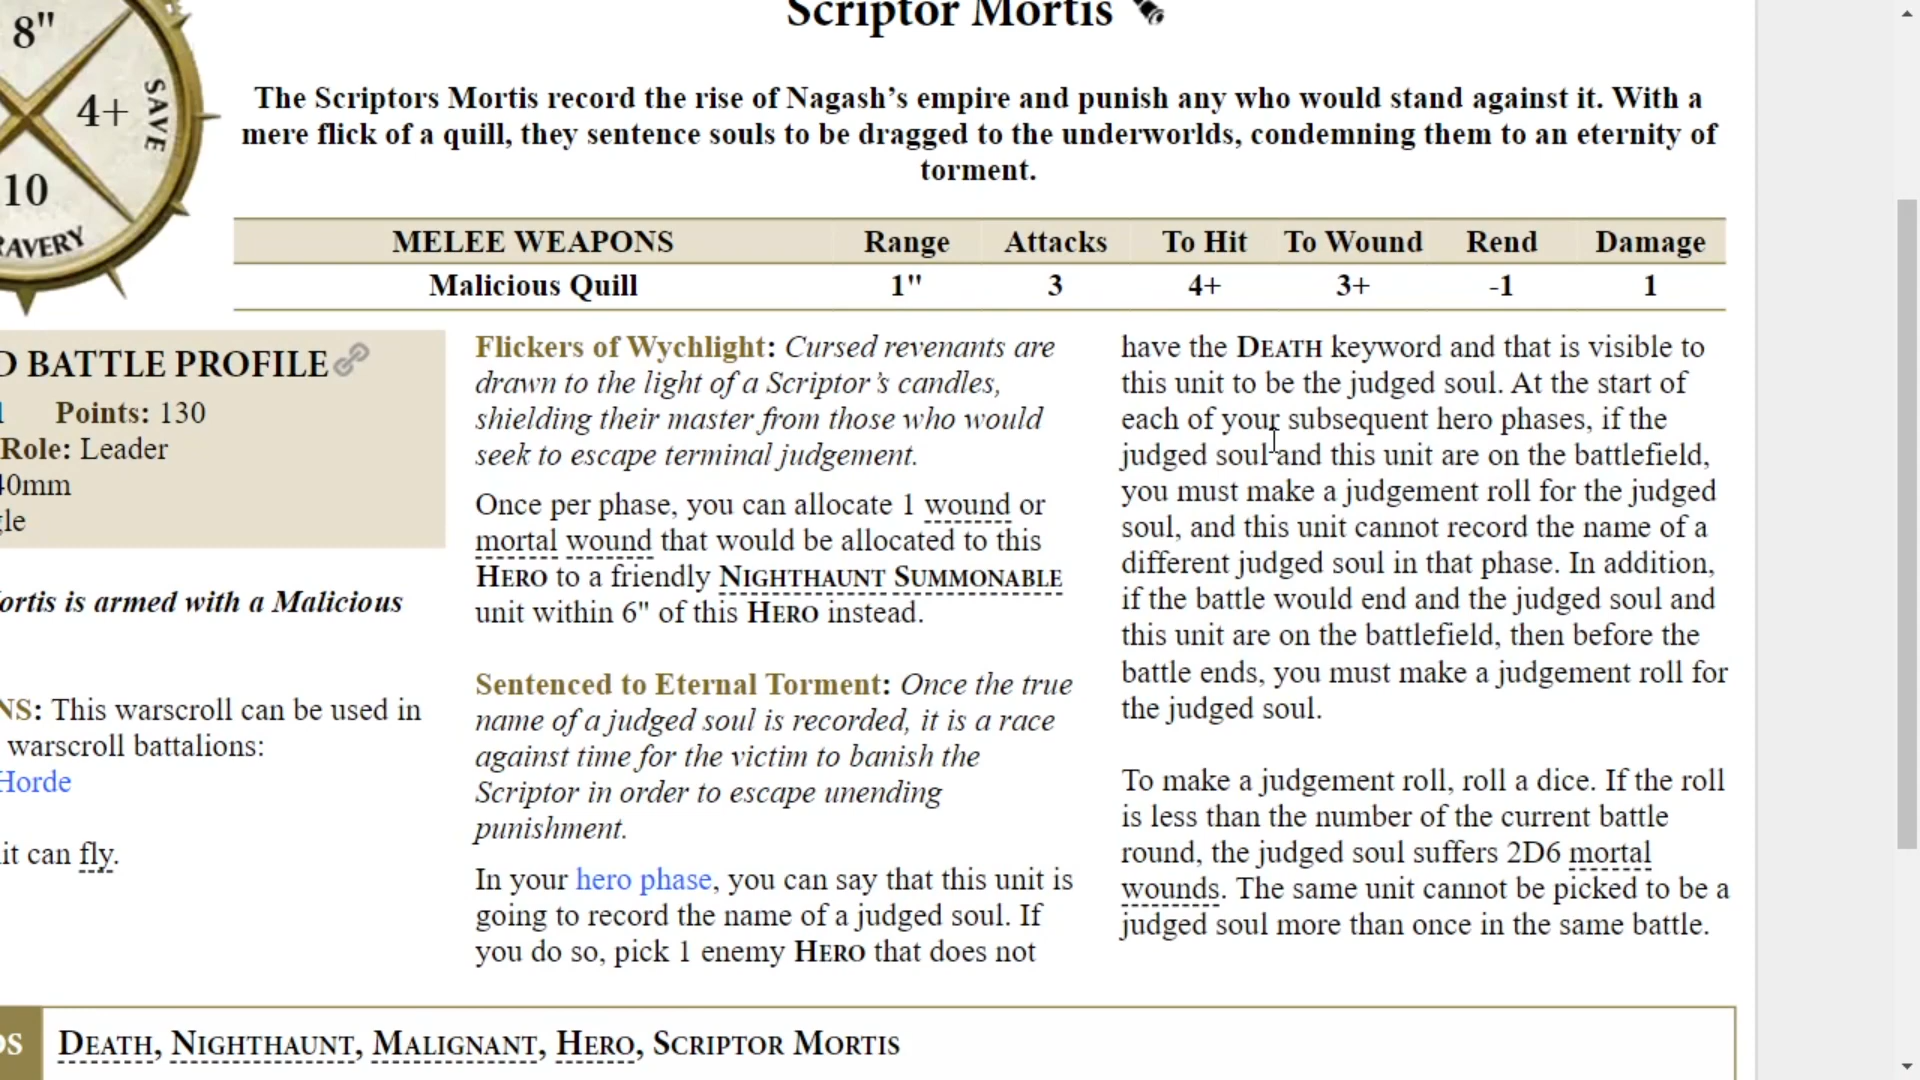 Scriptor Mortis
8"
4+
SAVE
10
The Scriptors Mortis record the rise of Nagash's empire and punish any who would stand against it. With a
mere flick of a quill, they sentence souls to be dragged to the underworlds, condemning them to an eternity of
torment.
MELEE WEAPONS Range Attacks To Hit To Wound Rend Damage
Malicious Quill 1" 3 4+ 3+ -1 1
BATTLE PROFILE
Points: 130
Role: Leader
40mm
ortis is armed with a Malicious
NS: This warscroll can be used in
warscroll battalions:
Horde
it can fly.
Flickers of Wychlight: Cursed revenants are
drawn to the light of a Scriptor's candles,
shielding their master from those who would
seek to escape terminal judgement.
Once per phase, you can allocate 1 wound or
mortal wound that would be allocated to this
HERO to a friendly NIGHTHAUNT SUMMONABLE
unit within 6" of this HERO instead.
Sentenced to Eternal Torment: Once the true
name of a judged soul is recorded, it is a race
against time for the victim to banish the
Scriptor in order to escape unending
punishment.
In your hero phase, you can say that this unit is
going to record the name of a judged soul. If
you do so, pick 1 enemy HERO that does not
have the DEATH keyword and that is visible to
this unit to be the judged soul. At the start of
each of your subsequent hero phases, if the
judged soul and this unit are on the battlefield,
you must make a judgement roll for the judged
soul, and this unit cannot record the name of a
different judged soul in that phase. In addition,
if the battle would end and the judged soul and
this unit are on the battlefield, then before the
battle ends, you must make a judgement roll for
the judged soul.
To make a judgement roll, roll a dice. If the roll
is less than the number of the current battle
round, the judged soul suffers 2D6 mortal
wounds. The same unit cannot be picked to be a
judged soul more than once in the same battle.
DEATH, NIGHTHAUNT, MALIGNANT, HERO, SCRIPTOR MORTIS